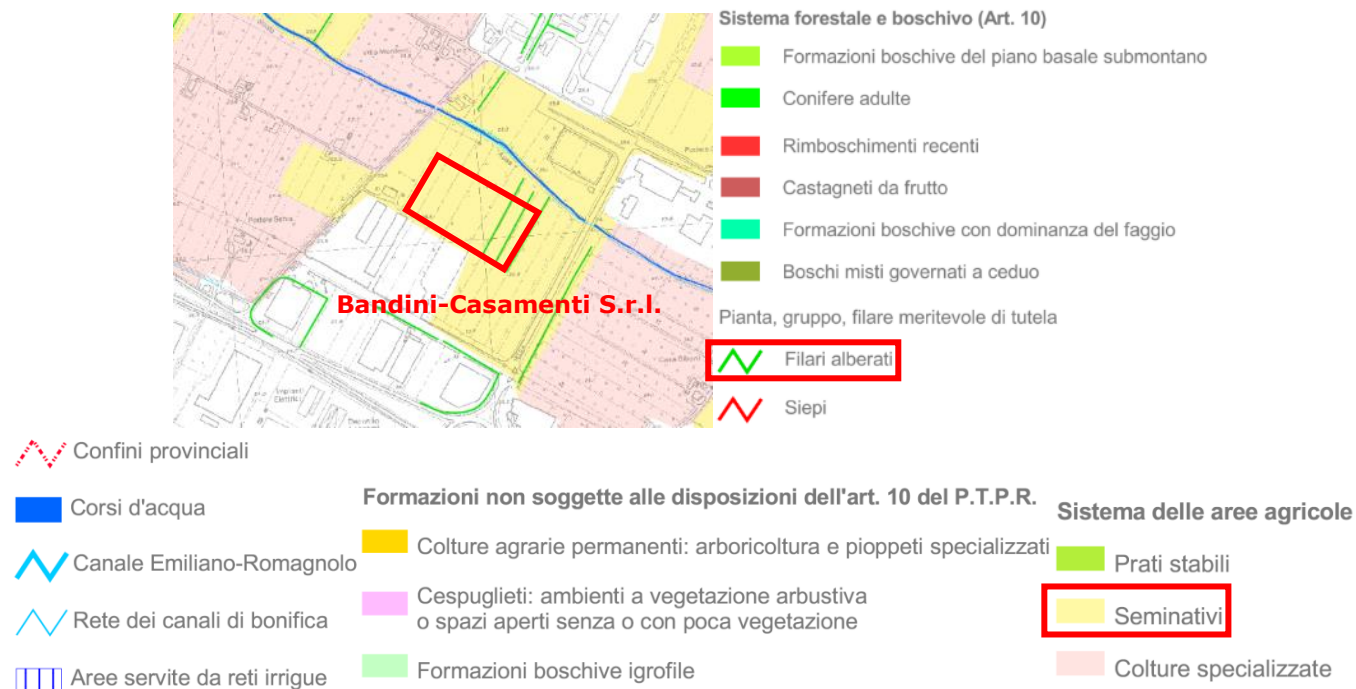 Sistema forestale e boschivo (Art. 10)
Formazioni boschive del piano basale submontano
Conifere adulte
Rimboschimenti recenti
Castagneti da frutto
Formazioni boschive con dominanza del faggio
Boschi misti governati a ceduo
Pianta, gruppo, filare meritevole di tutela
Filari alberati
Siepi
Bandini-Casamenti S.r.l.
Confini provinciali
Corsi d'acqua
Canale Emiliano-Romagnolo
Rete dei canali di bonifica
Aree servite da reti irrigue
Formazioni non soggette alle disposizioni dell'art. 10 del P.T.P.R.
Colture agrarie permanenti: arboricoltura e pioppeti specializzati
Cespuglieti: ambienti a vegetazione arbustiva
o spazi aperti senza o con poca vegetazione
Formazioni boschive igrofile
Sistema delle aree agricole
Prati stabili
Seminativi
Colture specializzate